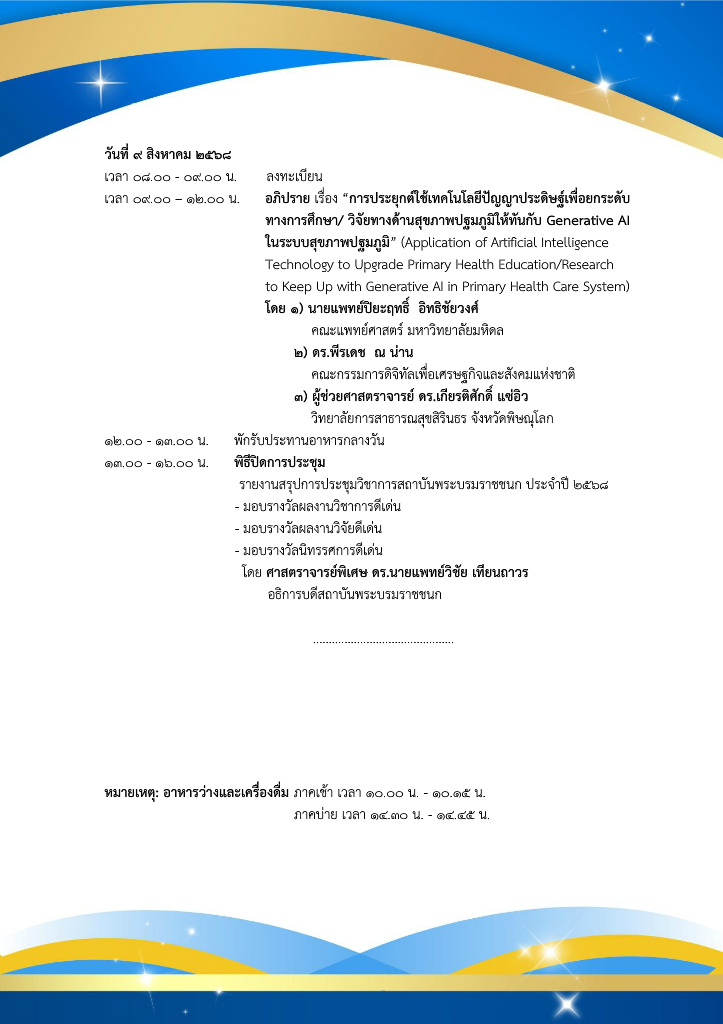 วันที่ ๙ สิงหาคม ๒๕๖๘
เวลา ๐๘.๐๐ - ๐๙.๐๐ น. ลงทะเบียน
เวลา ๐๙.๐๐ – ๑๒.๐๐ น. อภิปราย เรื่อง “การประยุกต์ใช้เทคโนโลยีปัญญาประดิษฐ์เพื่อยกระดับ
ทางการศึกษา/ วิจัยทางด้านสุขภาพปฐมภูมิให้ทันกับ Generative AI
ในระบบสุขภาพปฐมภูมิ” (Application of Artificial Intelligence
Technology to Upgrade Primary Health Education/Research
to Keep Up with Generative AI in Primary Health Care System)
โดย ๑) นายแพทย์ปิยะฤทธิ์ อิทธิชัยวงศ์
คณะแพทย์ศาสตร์ มหาวิทยาลัยมหิดล
๒) ดร.พีรเดช ณ น่าน
คณะกรรมการดิจิทัลเพื่อเศรษฐกิจและสังคมแห่งชาติ
๓) ผู้ช่วยศาสตราจารย์ ดร.เกียรติศักดิ์ แซ่อิว
วิทยาลัยการสาธารณสุขสิรินธร จังหวัดพิษณุโลก
๑๒.๐๐ - ๑๓.๐๐ น. พักรับประทานอาหารกลางวัน
๑๓.๐๐ - ๑๖.๐๐ น. พิธีปิดการประชุม
รายงานสรุปการประชุมวิชาการสถาบันพระบรมราชชนก ประจำปี ๒๕๖๘
- มอบรางวัลผลงานวิชาการดีเด่น
- มอบรางวัลผลงานวิจัยดีเด่น
- มอบรางวัลนิทรรศการดีเด่น
โดย ศาสตราจารย์พิเศษ ดร.นายแพทย์วิชัย เทียนถาวร
อธิการบดีสถาบันพระบรมราชชนก
.............................................
หมายเหตุ: อาหารว่างและเครื่องดื่ม ภาคเช้า เวลา ๑๐.๐๐ น. - ๑๐.๑๕ น.
ภาคบ่าย เวลา ๑๔.๓๐ น. - ๑๔.๔๕ น.